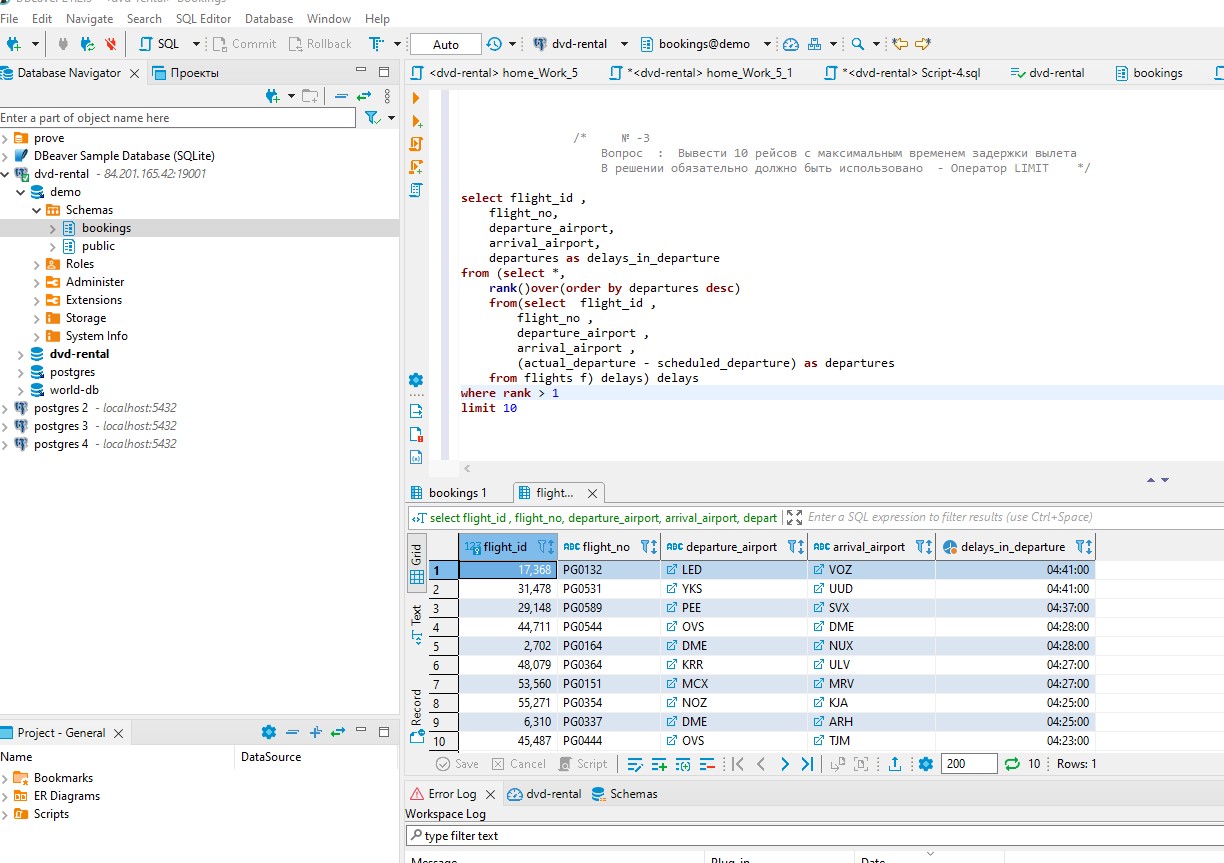 File Edit Navigate Search SQL Editor Database Window Help
SQL Commit Rollback Auto dvd-rental bookings@demo
Database Navigator Проекты
<dvd-rental> home_Work_5 *<dvd-rental> home_Work_5_1 *<dvd-rental> Script-4.sql dvd-rental bookings
Enter a part of object name here
prove
DBeaver Sample Database (SQLite)
dvd-rental - 84.201.165.42:19001
demo
Schemas
bookings
public
Roles
Administer
Extensions
Storage
System Info
dvd-rental
postgres
world-db
postgres 2 - localhost:5432
postgres 3 - localhost:5432
postgres 4 - localhost:5432
/* № -3
Вопрос : Вывести 10 рейсов с максимальным временем задержки вылета
В решении обязательно должно быть использовано - Оператор LIMIT */
select flight_id ,
flight_no,
departure_airport,
arrival_airport,
departures as delays_in_departure
from (select *,
rank()over(order by departures desc)
from(select flight_id ,
flight_no ,
departure_airport ,
arrival_airport ,
(actual_departure - scheduled_departure) as departures
from flights f) delays) delays
where rank > 1
limit 10
bookings 1 flight...
select flight_id , flight_no, departure_airport, arrival_airport, depart Enter a SQL expression to filter results (use Ctrl+Space)
Grid
Text
Record
123 flight_id ABC flight_no ABC departure_airport ABC arrival_airport delays_in_departure
1 17,368 PG0132 LED VOZ 04:41:00
2 31,478 PG0531 YKS UUD 04:41:00
3 29,148 PG0589 PEE SVX 04:37:00
4 44,711 PG0544 OVS DME 04:28:00
5 2,702 PG0164 DME NUX 04:28:00
6 48,079 PG0364 KRR ULV 04:27:00
7 53,560 PG0151 MCX MRV 04:27:00
8 55,271 PG0354 NOZ KJA 04:25:00
9 6,310 PG0337 DME ARH 04:25:00
10 45,487 PG0444 OVS TJM 04:23:00
Save Cancel Script 200 10 Rows: 1
Project - General
Name DataSource
Bookmarks
ER Diagrams
Scripts
Error Log dvd-rental Schemas
Workspace Log
type filter text
Message Plug-in Date